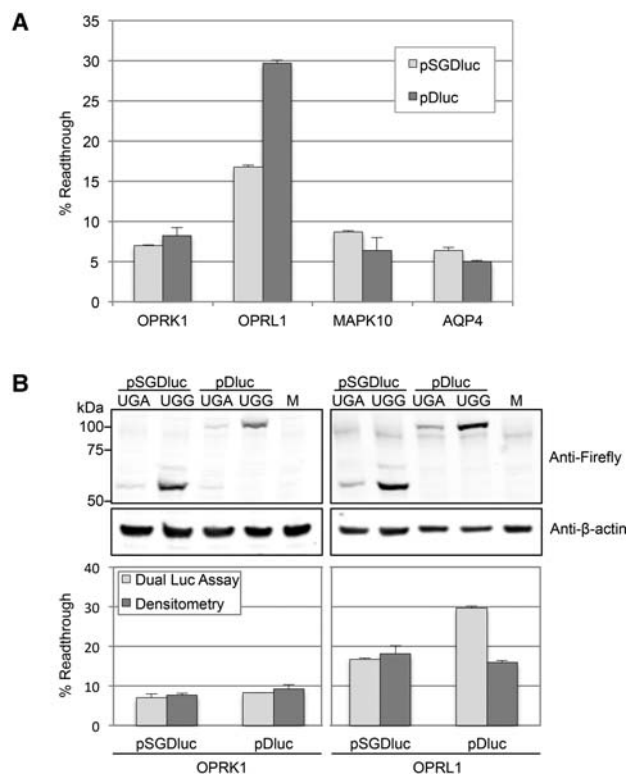 A
35
30
25
20
15
10
5
0
% Readthrough
pSGDluc
pDluc
OPRK1 OPRL1 MAPK10 AQP4
B
pSGDluc pDluc pSGDluc pDluc
UGA UGG UGA UGG M UGA UGG UGA UGG M
kDa
100
75
50
Anti-Firefly
Anti-β-actin
40
30
20
10
0
% Readthrough
Dual Luc Assay
Densitometry
pSGDluc pDluc pSGDluc pDluc
OPRK1 OPRL1